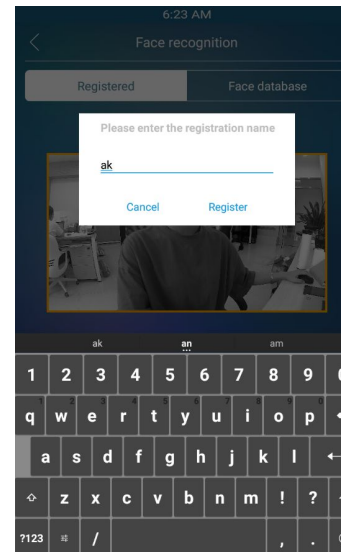 6:23 AM
Face recognition
Registered Face database
Please enter the registration name
ak
Cancel Register
ak an am
1 2 3 4 5 6 7 8 9
q w e r t y u i o p
a s d f g h j k l
z x c v b n m ! ?
?123 / , .